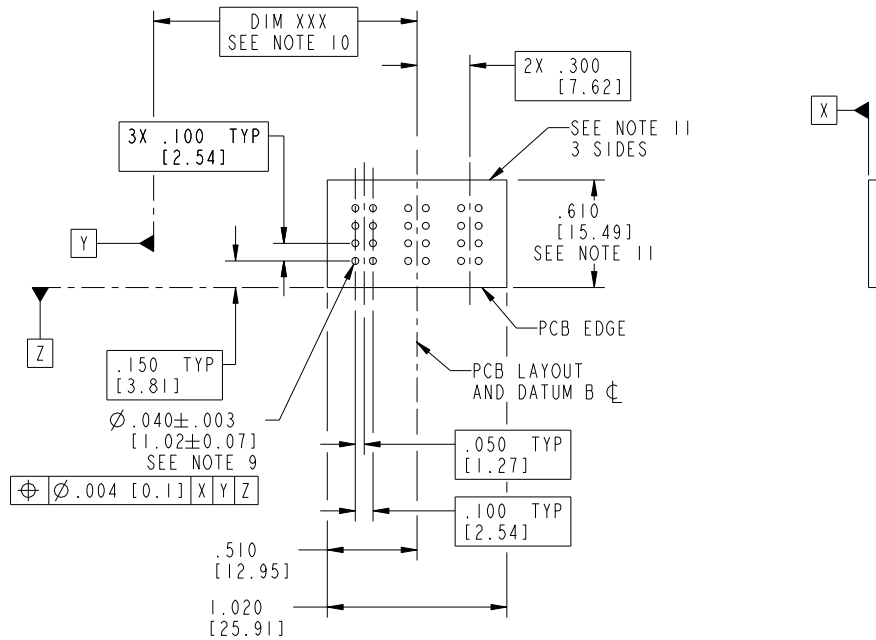 DIM XXX
SEE NOTE 10
2X .300
[7.62]
X
3X .100 TYP
[2.54]
SEE NOTE 11
3 SIDES
.610
[15.49]
SEE NOTE 11
Y
Z
PCB EDGE
.150 TYP
[3.81]
PCB LAYOUT
AND DATUM B ℄
Ø.040±.003
[1.02±0.07]
SEE NOTE 9
⌖ Ø.004 [0.1] X Y Z
.050 TYP
[1.27]
.100 TYP
[2.54]
.510
[12.95]
1.020
[25.91]